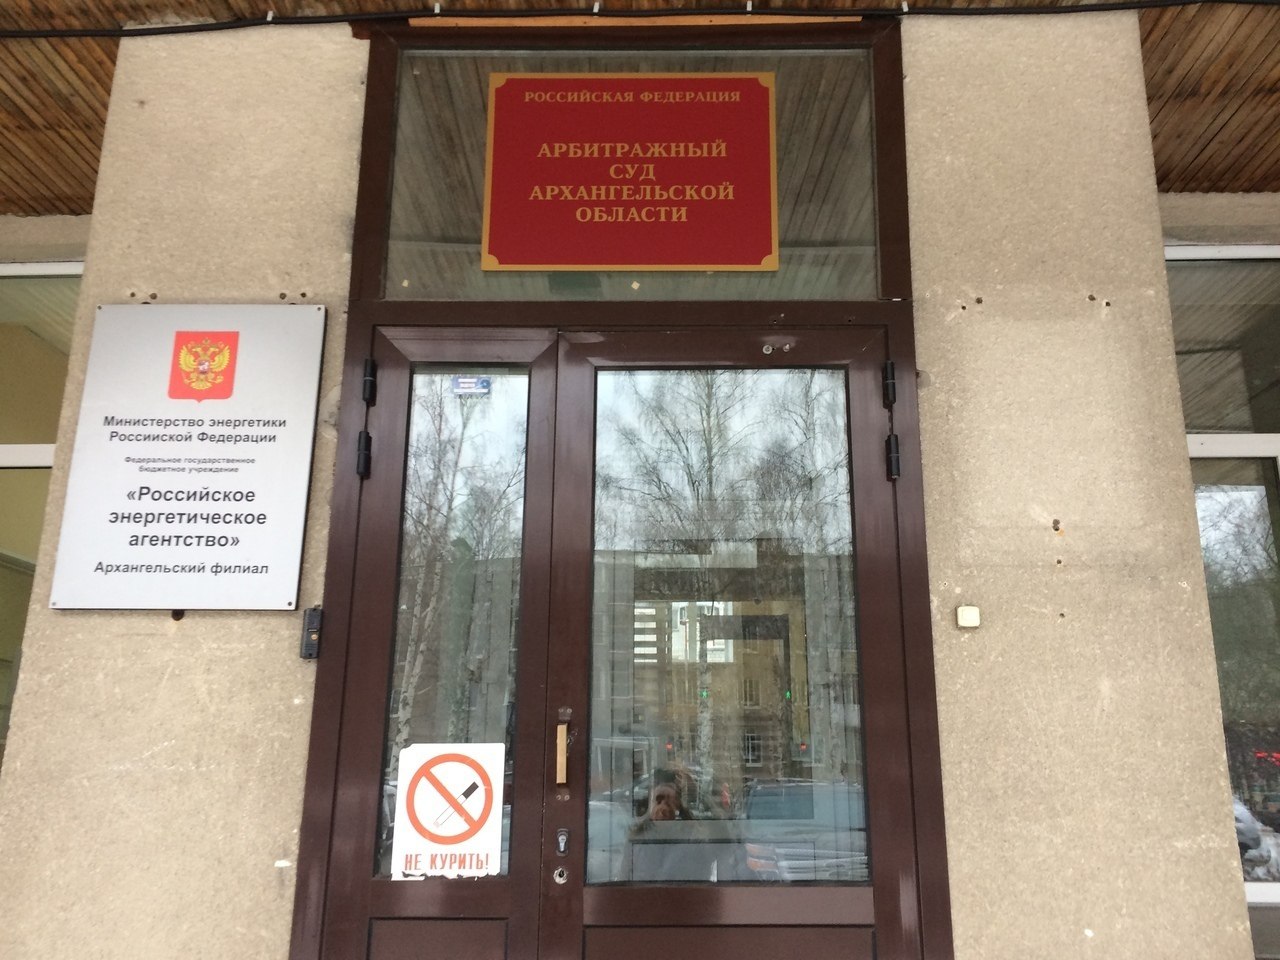 РОССИЙСКАЯ ФЕДЕРАЦИЯ
АРБИТРАЖНЫЙ
СУД
АРХАНГЕЛЬСКОЙ
ОБЛАСТИ
Министерство энергетики
Российской Федерации
Федеральное государственное
бюджетное учреждение
«Российское
энергетическое
агентство»
Архангельский филиал
НЕ КУРИТЬ!